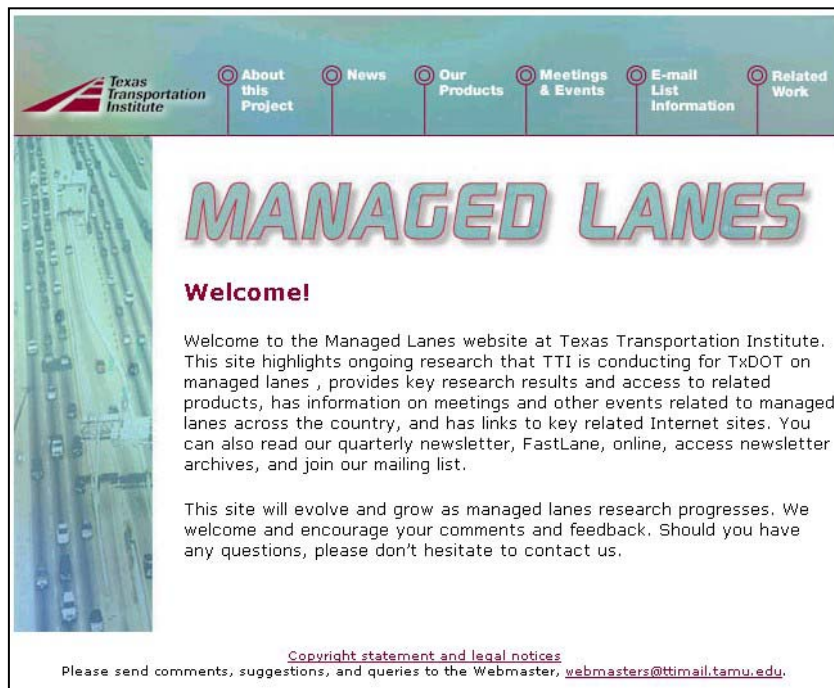 Texas
Transportation
Institute
About
this
Project
News
Our
Products
Meetings
& Events
E-mail
List
Information
Related
Work
MANAGED LANES
Welcome!
Welcome to the Managed Lanes website at Texas Transportation Institute.
This site highlights ongoing research that TTI is conducting for TxDOT on
managed lanes , provides key research results and access to related
products, has information on meetings and other events related to managed
lanes across the country, and has links to key related Internet sites. You
can also read our quarterly newsletter, FastLane, online, access newsletter
archives, and join our mailing list.
This site will evolve and grow as managed lanes research progresses. We
welcome and encourage your comments and feedback. Should you have
any questions, please don't hesitate to contact us.
Copyright statement and legal notices
Please send comments, suggestions, and queries to the Webmaster, webmasters@ttimail.tamu.edu.